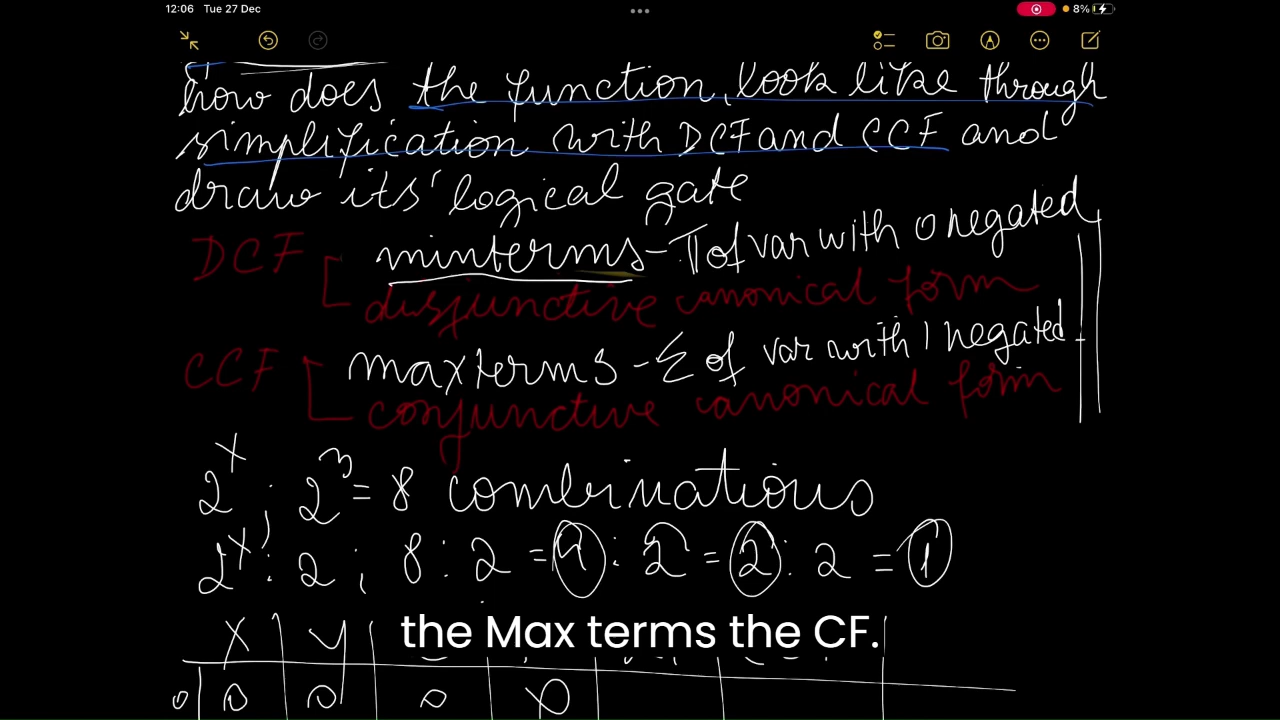 12:06 Tue 27 Dec
8%
how does the function look like through
simplification with DCF and CCF and
draw its' logical gate
DCF minterms - π of var with 0 negated
disjunctive canonical form
CCF maxterms - Σ of var with 1 negated
conjunctive canonical form
2^x ; 2^3 = 8 combinations
2^x : 2 ; 8 : 2 = 4 : 2 = 2 : 2 = 1
the Max terms the CF.
x y
0 0 0 0